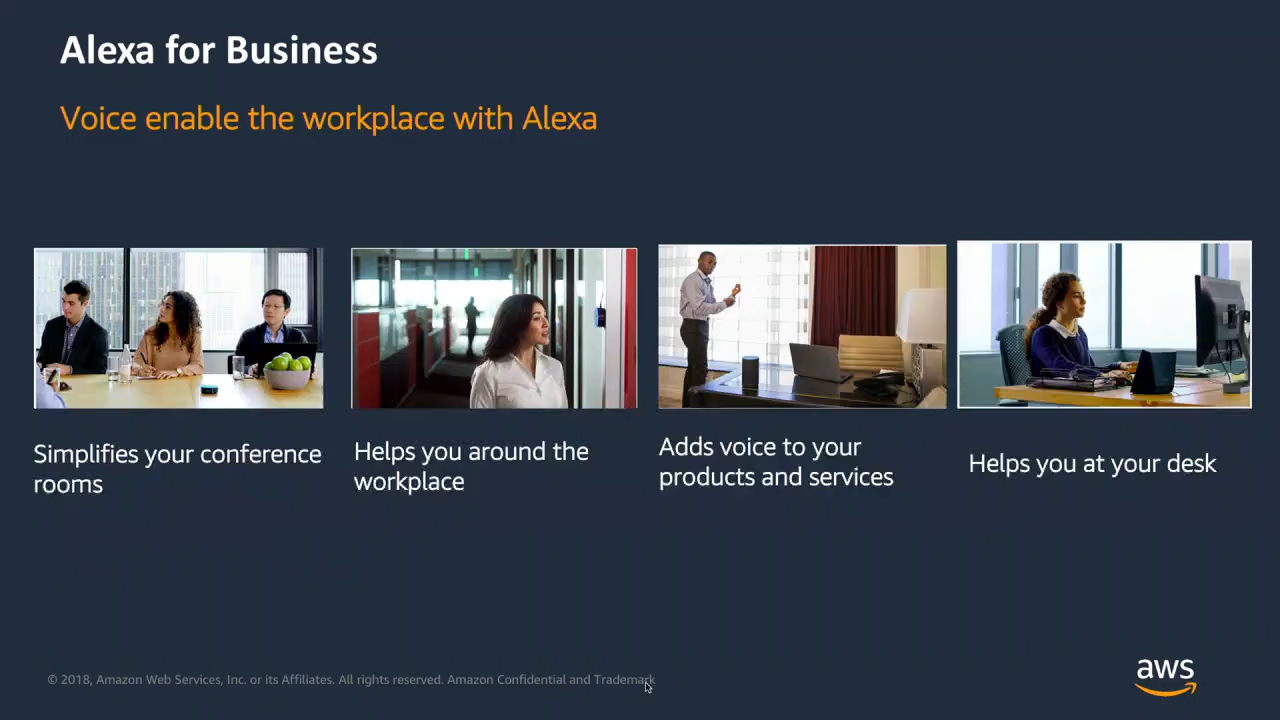 Alexa for Business
Voice enable the workplace with Alexa
Simplifies your conference
rooms
Helps you around the
workplace
Adds voice to your
products and services
Helps you at your desk
© 2018, Amazon Web Services, Inc. or its Affiliates. All rights reserved. Amazon Confidential and Trademark
aws